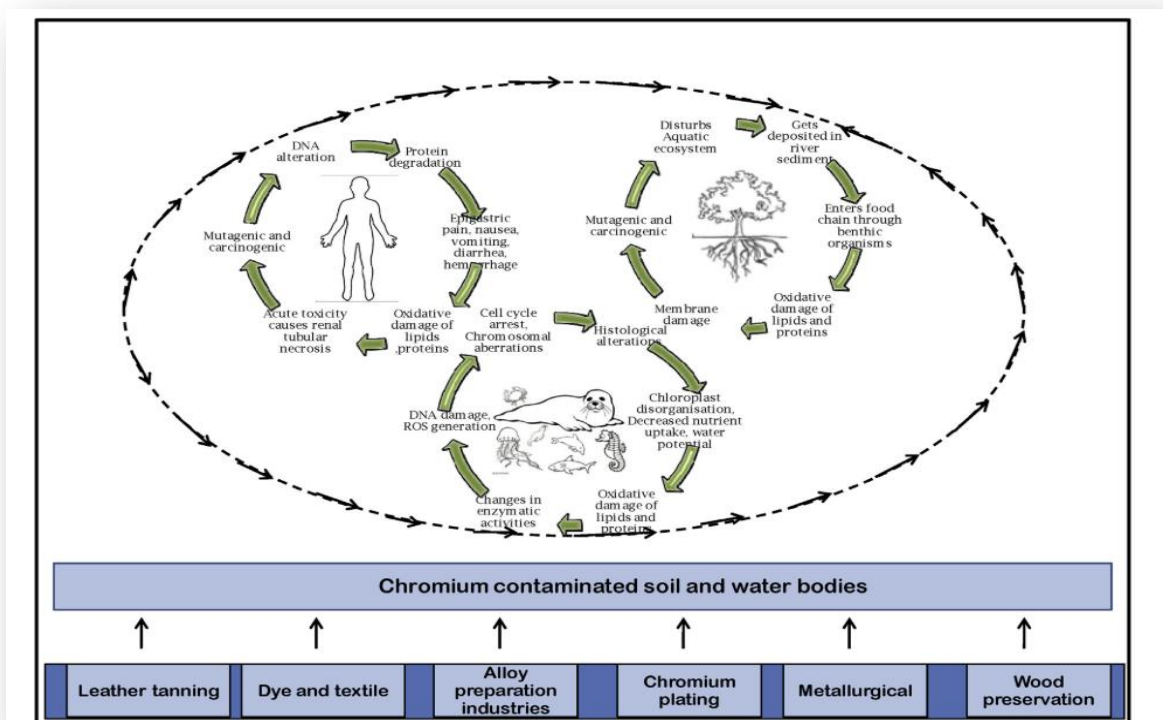 DNA
alteration
Protein
degradation
Epigastric
pain, nausea,
vomiting,
diarrhea,
hemorrhage
Oxidative
damage of
lipids
proteins
Acute toxicity
causes renal
tubular
necrosis
Mutagenic and
carcinogenic
Disturbs
Aquatic
ecosystem
Gets
deposited in
river
sediment
Enters food
chain through
benthic
organisms
Oxidative
damage of
lipids and
proteins
Membrane
damage
Mutagenic and
carcinogenic
Cell cycle
arrest,
Chromosomal
aberrations
Histological
alterations
Chloroplast
disorganisation,
Decreased nutrient
uptake, water
potential
Oxidative
damage of
lipids and
proteins
Changes in
enzymatic
activities
DNA damage,
ROS generation
Chromium contaminated soil and water bodies
Leather tanning
Dye and textile
Alloy
preparation
industries
Chromium
plating
Metallurgical
Wood
preservation